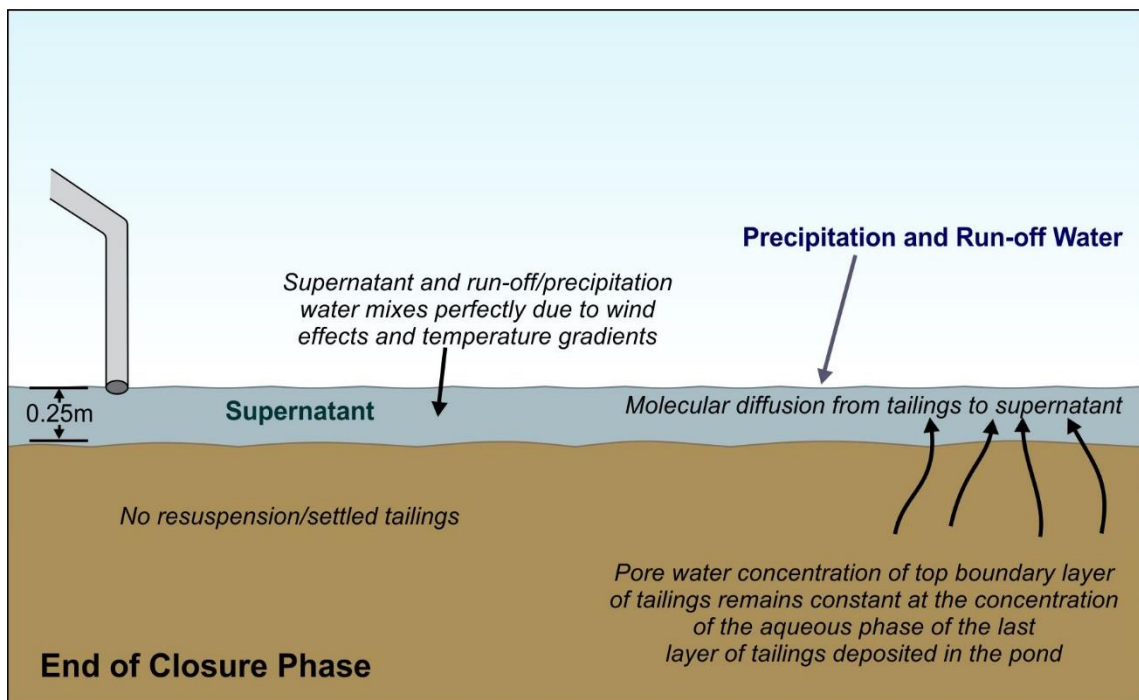 Precipitation and Run-off Water
Supernatant and run-off/precipitation
water mixes perfectly due to wind
effects and temperature gradients
0.25m
Supernatant
Molecular diffusion from tailings to supernatant
No resuspension/settled tailings
Pore water concentration of top boundary layer
of tailings remains constant at the concentration
of the aqueous phase of the last
layer of tailings deposited in the pond
End of Closure Phase